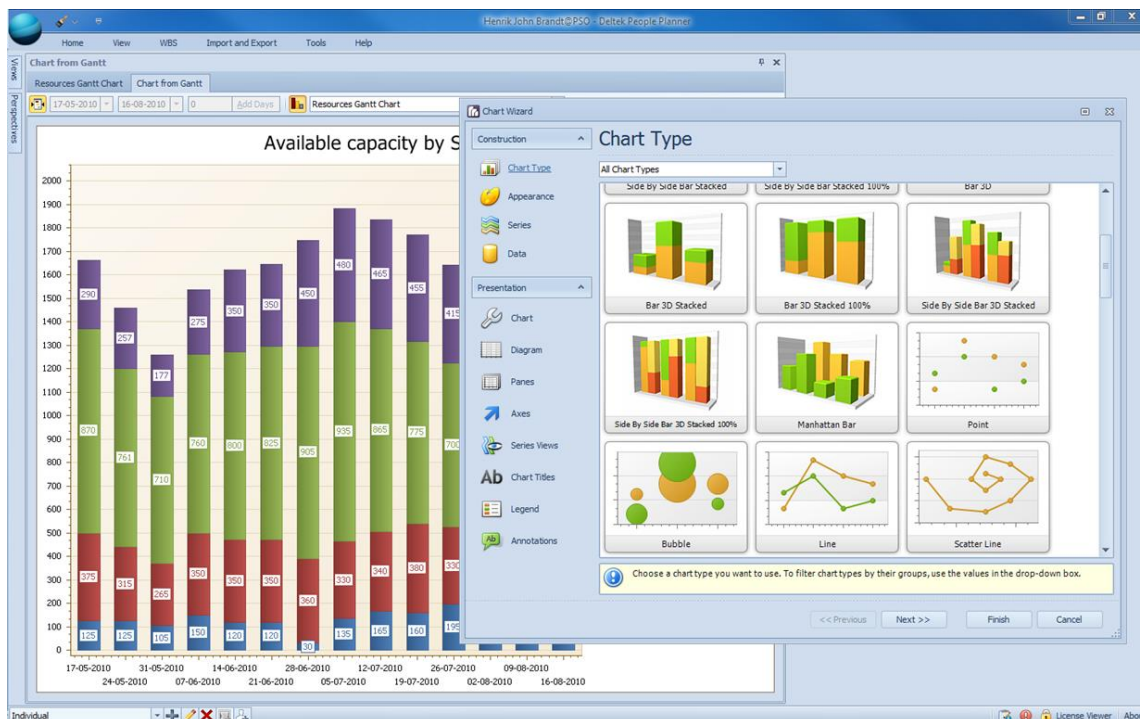 Henrik John Brandt@PSO - Deltek People Planner
Home View WBS Import and Export Tools Help
Views
Perspectives
Chart from Gantt
Resources Gantt Chart Chart from Gantt
17-05-2010 16-08-2010 0 Add Days Resources Gantt Chart
Available capacity by S
2000
1900
1800
1700
1600
1500
1400
1300
1200
1100
1000
900
800
700
600
500
400
300
200
100
0
290 257 177 275 350 350 450 480 465 455 415
870 761 710 760 800 825 905 935 865 775 700
375 315 265 350 350 350 360 330 340 380 330
125 125 105 150 120 120 30 135 165 160 195
17-05-2010 31-05-2010 14-06-2010 28-06-2010 12-07-2010 26-07-2010 09-08-2010
24-05-2010 07-06-2010 21-06-2010 05-07-2010 19-07-2010 02-08-2010 16-08-2010
Chart Wizard
Construction
Chart Type
Appearance
Series
Data
Presentation
Chart
Diagram
Panes
Axes
Series Views
Ab Chart Titles
Legend
Ab Annotations
Chart Type
All Chart Types
Side By Side Bar Stacked Side By Side Bar Stacked 100% Bar 3D
Bar 3D Stacked Bar 3D Stacked 100% Side By Side Bar 3D Stacked
Side By Side Bar 3D Stacked 100% Manhattan Bar Point
Bubble Line Scatter Line
Choose a chart type you want to use. To filter chart types by their groups, use the values in the drop-down box.
<< Previous Next >> Finish Cancel
Individual License Viewer Abo